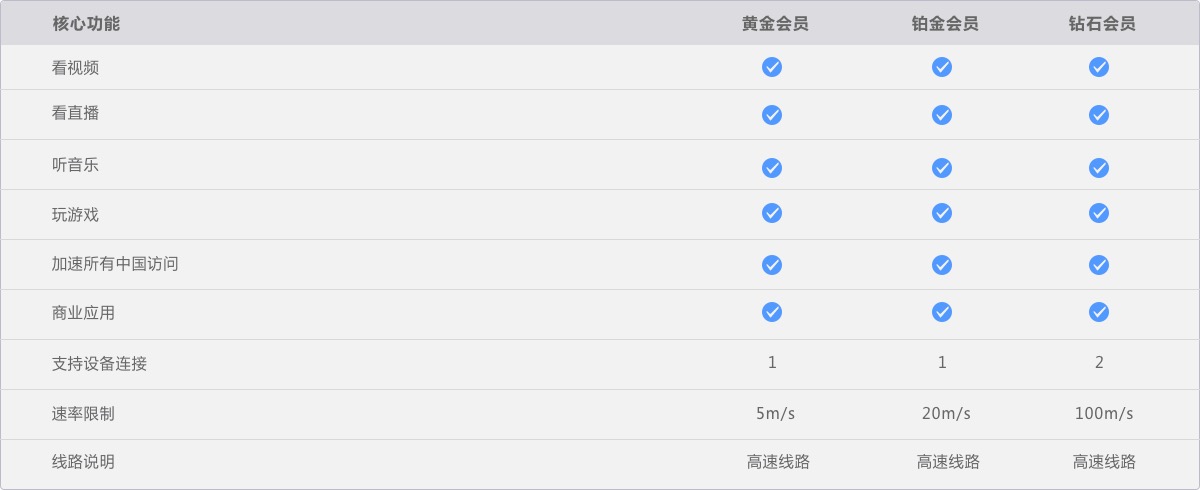 核心功能 黄金会员 铂金会员 钻石会员
看视频
看直播
听音乐
玩游戏
加速所有中国访问
商业应用
支持设备连接 1 1 2
速率限制 5m/s 20m/s 100m/s
线路说明 高速线路 高速线路 高速线路